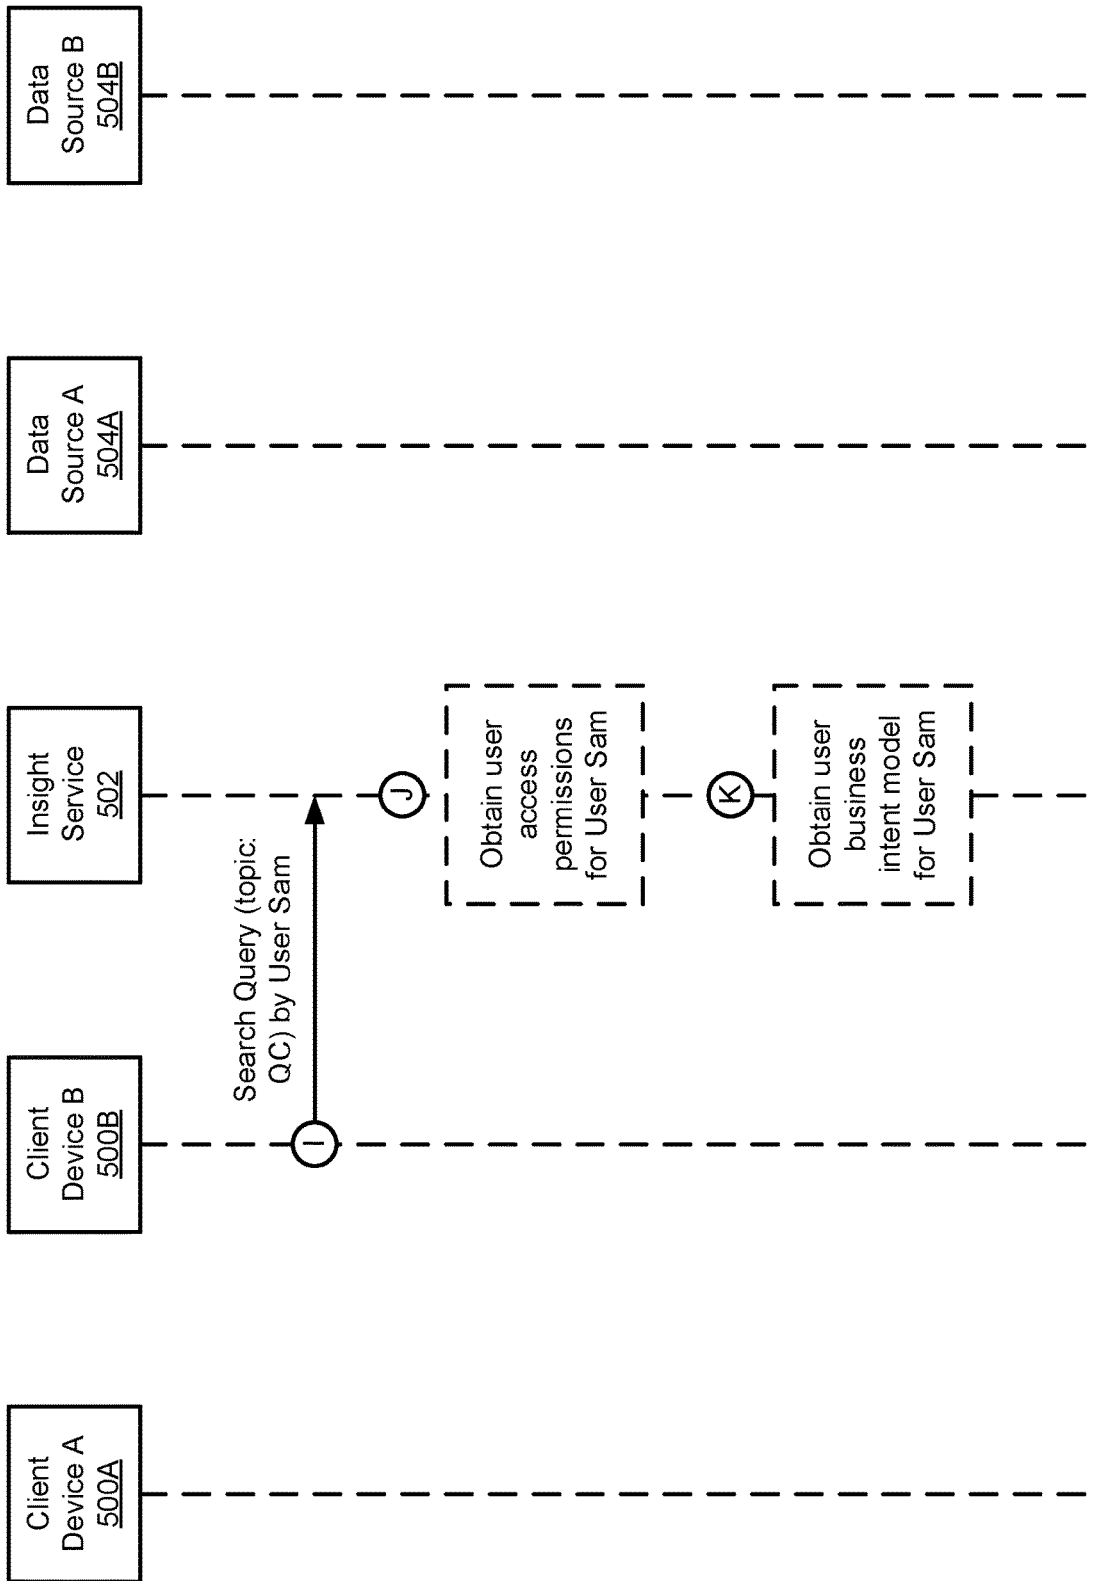 Client
Device A
500A
Client
Device B
500B
Insight
Service
502
Data
Source A
504A
Data
Source B
504B
I
Search Query (topic:
QC) by User Sam
J
Obtain user
access
permissions
for User Sam
K
Obtain user
business
intent model
for User Sam